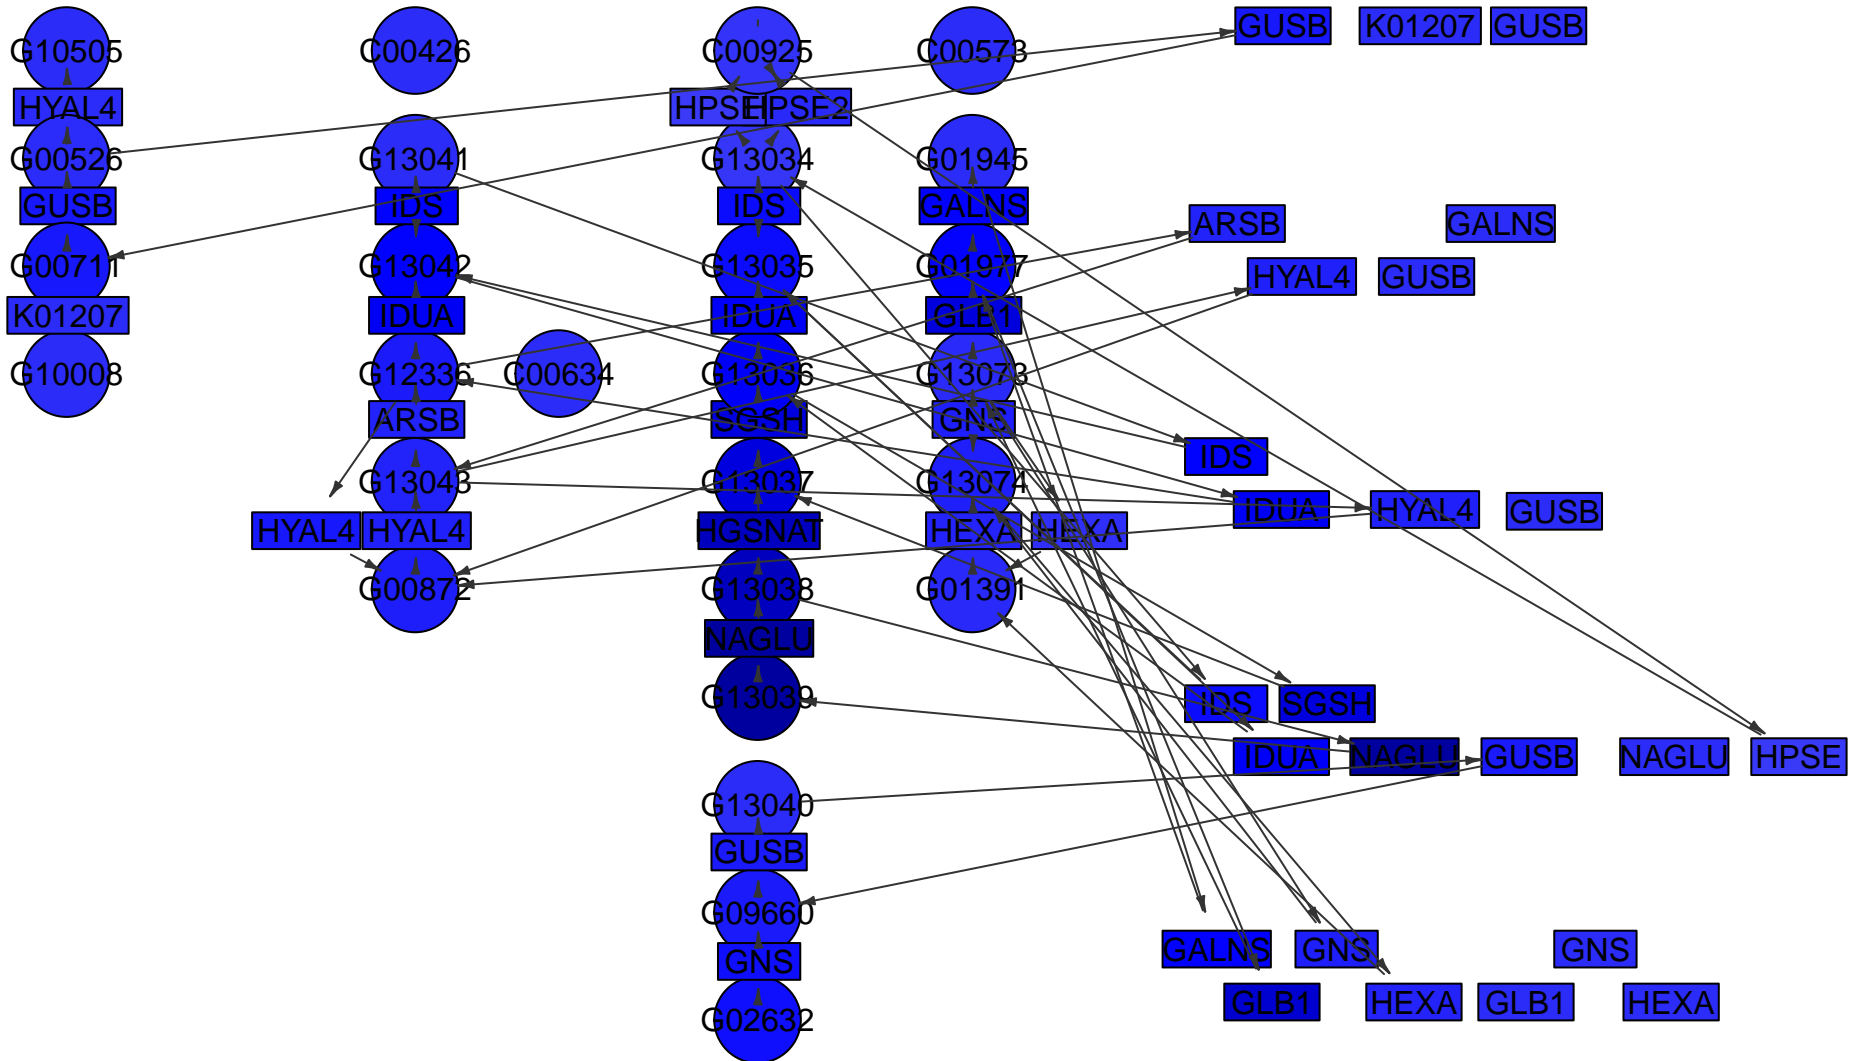 G10505
C00426
C00925
C00573
GUSB
K01207
GUSB
HYAL4
HPSE
HPSE2
G00526
G13041
G13034
G01945
GUSB
IDS
IDS
GALNS
ARSB
GALNS
G00711
G13042
G13035
G01977
HYAL4
GUSB
K01207
IDUA
IDUA
GLB1
G10008
G12336
C00634
G13036
G13073
ARSB
SGSH
GNS
IDS
G13043
G13037
G13074
IDUA
HYAL4
GUSB
HYAL4
HYAL4
HGSNAT
HEXA
HEXA
G00872
G13038
G01391
NAGLU
G13039
IDS
SGSH
IDUA
NAGLU
GUSB
NAGLU
HPSE
G13040
GUSB
G09660
GALNS
GNS
GNS
GNS
GLB1
HEXA
GLB1
HEXA
G02632